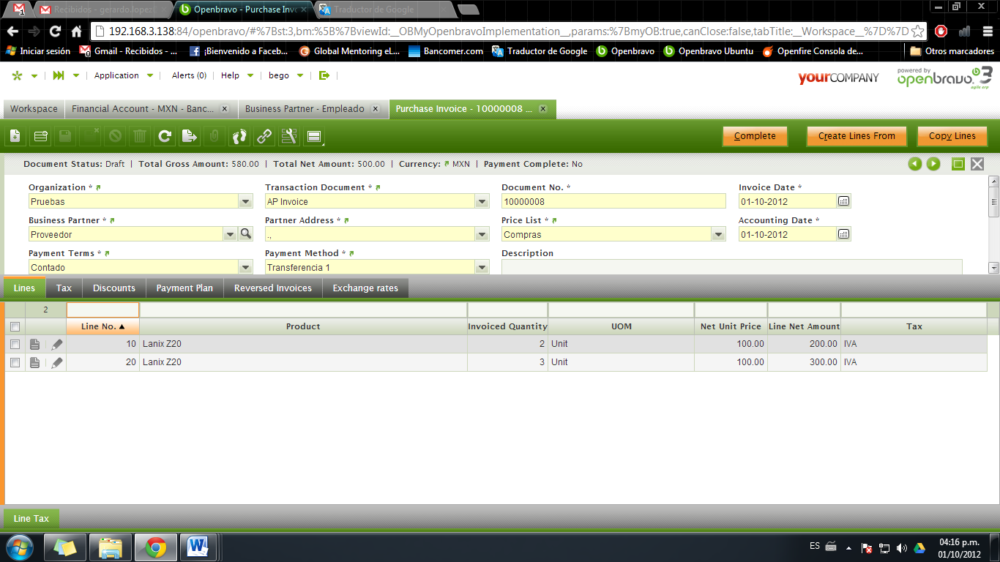 1
Recibidos - gerardo.lopez
Openbravo - Purchase Invo
Traductor de Google
192.168.3.138:84/openbravo/#%7Bst:3,bm:%5B%7BviewId:__OBMyOpenbravoImplementation__,params:%7BmyOB:true,canClose:false,tabTitle:__Workspace__%7D%7D
Iniciar sesión
Gmail - Recibidos - ...
¡Bienvenido a Faceb...
Global Mentoring eL...
Bancomer.com
Traductor de Google
Openbravo
Openbravo Ubuntu
Openfire Consola de...
Otros marcadores
Application
Alerts (0)
Help
bego
yourCOMPANY
powered by openbravo 3
agile erp
Workspace
Financial Account - MXN - Banc...
Business Partner - Empleado
Purchase Invoice - 10000008 ...
Complete
Create Lines From
Copy Lines
Document Status: Draft | Total Gross Amount: 580.00 | Total Net Amount: 500.00 | Currency: MXN | Payment Complete: No
Organization *
Transaction Document *
Document No. *
Invoice Date *
Pruebas
AP Invoice
10000008
01-10-2012
Business Partner *
Partner Address *
Price List *
Accounting Date *
Proveedor
.,
Compras
01-10-2012
Payment Terms *
Payment Method *
Description
Contado
Transferencia 1
Lines
Tax
Discounts
Payment Plan
Reversed Invoices
Exchange rates
2
Line No.
Product
Invoiced Quantity
UOM
Net Unit Price
Line Net Amount
Tax
10 Lanix Z20 2 Unit 100.00 200.00 IVA
20 Lanix Z20 3 Unit 100.00 300.00 IVA
Line Tax
ES
04:16 p.m.
01/10/2012